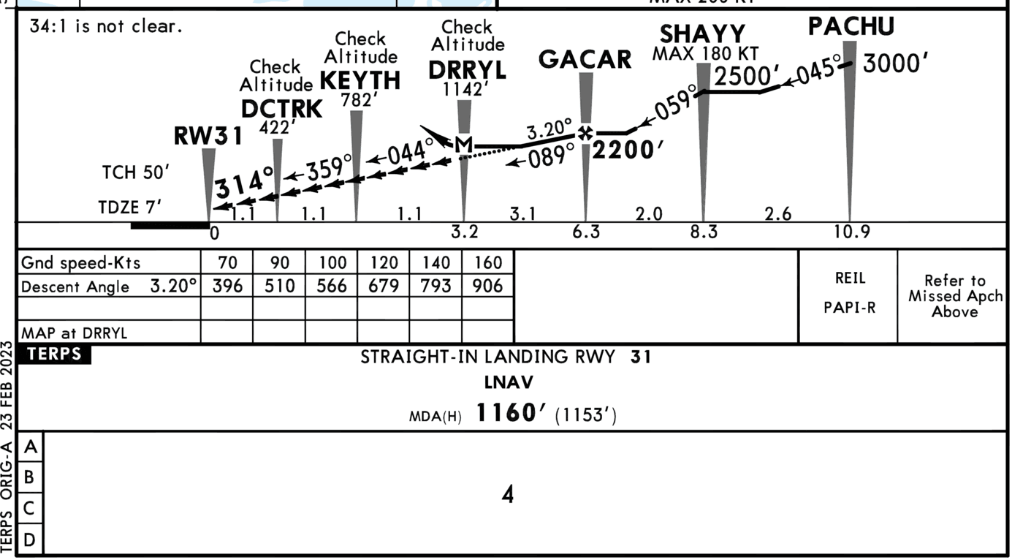 34:1 is not clear.
PACHU
SHAYY
MAX 180 KT
GACAR
Check
Altitude
DRRYL
1142'
Check
Altitude
KEYTH
782'
Check
Altitude
DCTRK
422'
RW31
3000'
←045°
2500'
←059°
2200'
3.20°
←089°
M
←044°
←359°
314°
TCH 50'
TDZE 7'
1.1 1.1 1.1 3.1 2.0 2.6
0 3.2 6.3 8.3 10.9
Gnd speed-Kts 70 90 100 120 140 160
Descent Angle 3.20° 396 510 566 679 793 906
MAP at DRRYL
REIL
PAPI-R
Refer to
Missed Apch
Above
TERPS
STRAIGHT-IN LANDING RWY 31
LNAV
MDA(H) 1160' (1153')
A
B
C
D
4
TERPS ORIG-A 23 FEB 2023